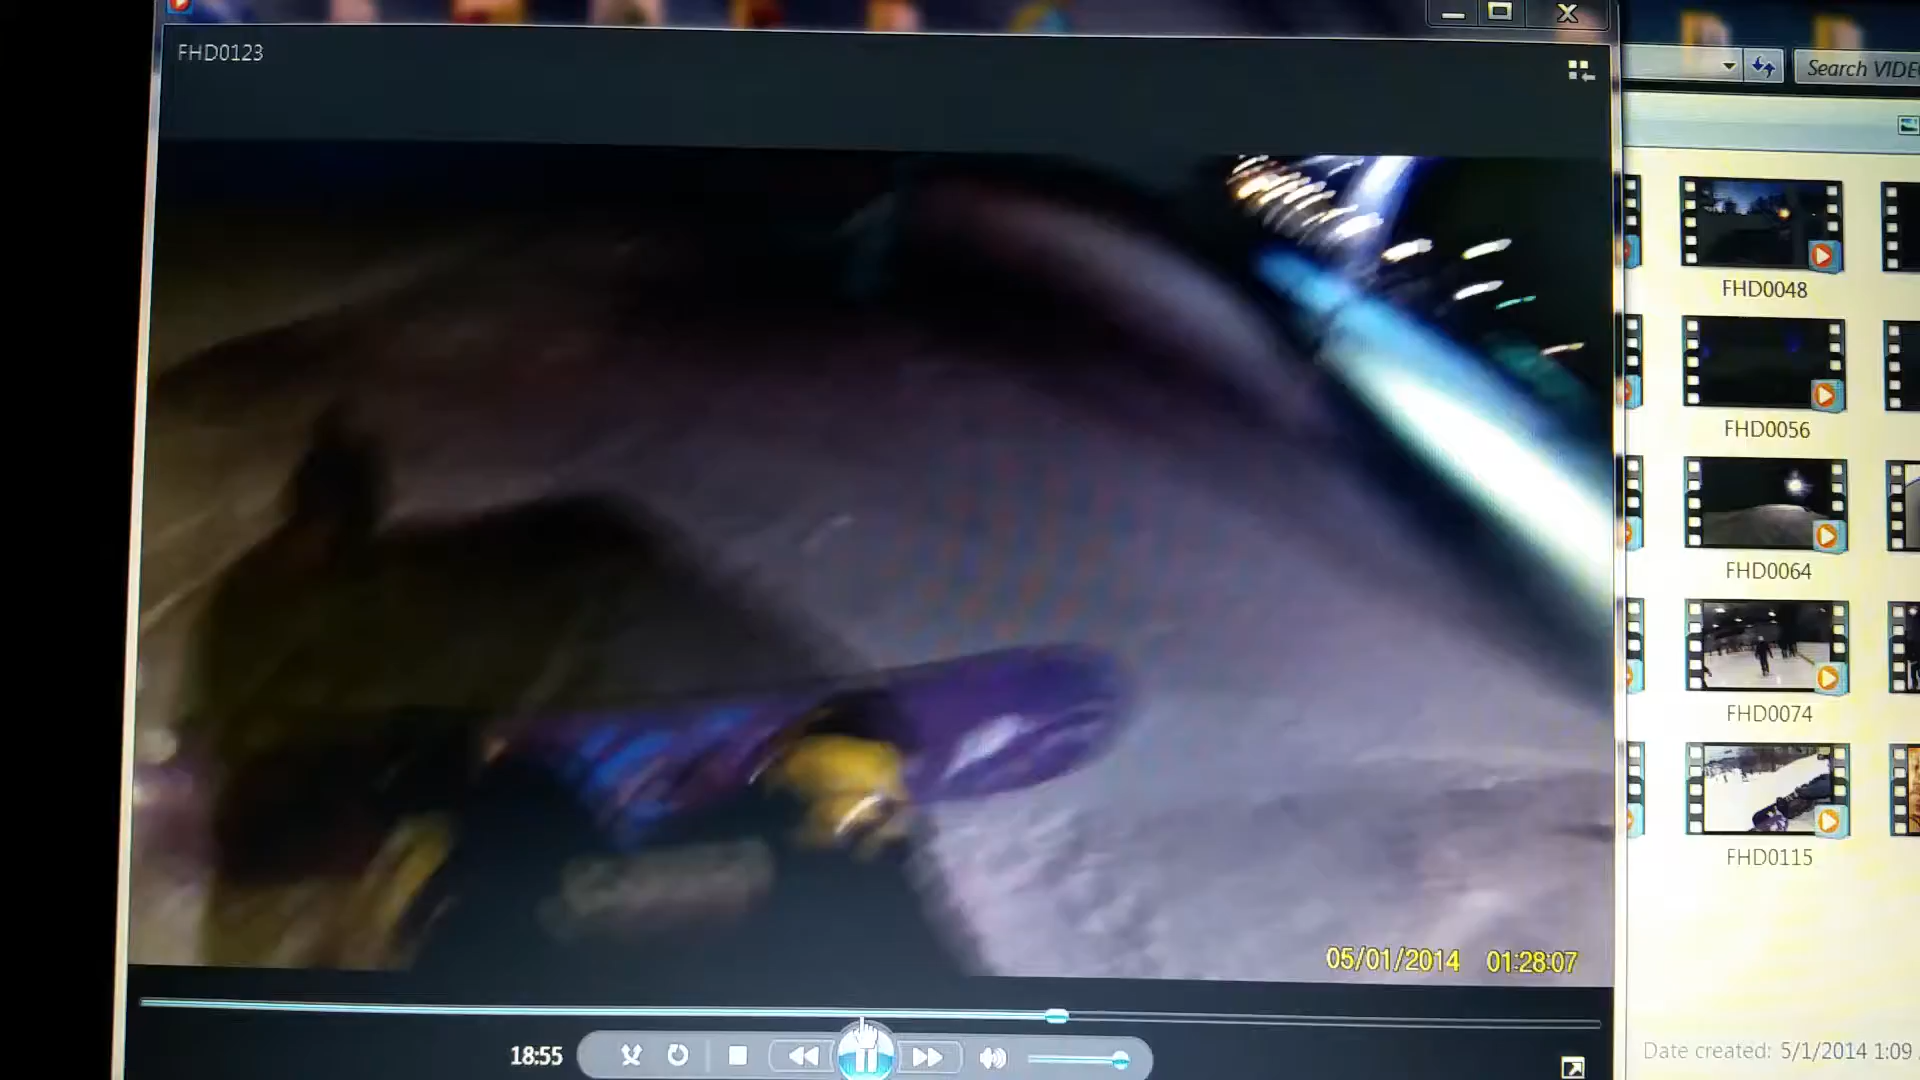 FHD0123
Search VIDE
FHD0048
FHD0056
FHD0064
FHD0074
FHD0115
05/01/2014 01:28:07
18:55
Date created: 5/1/2014 1:09